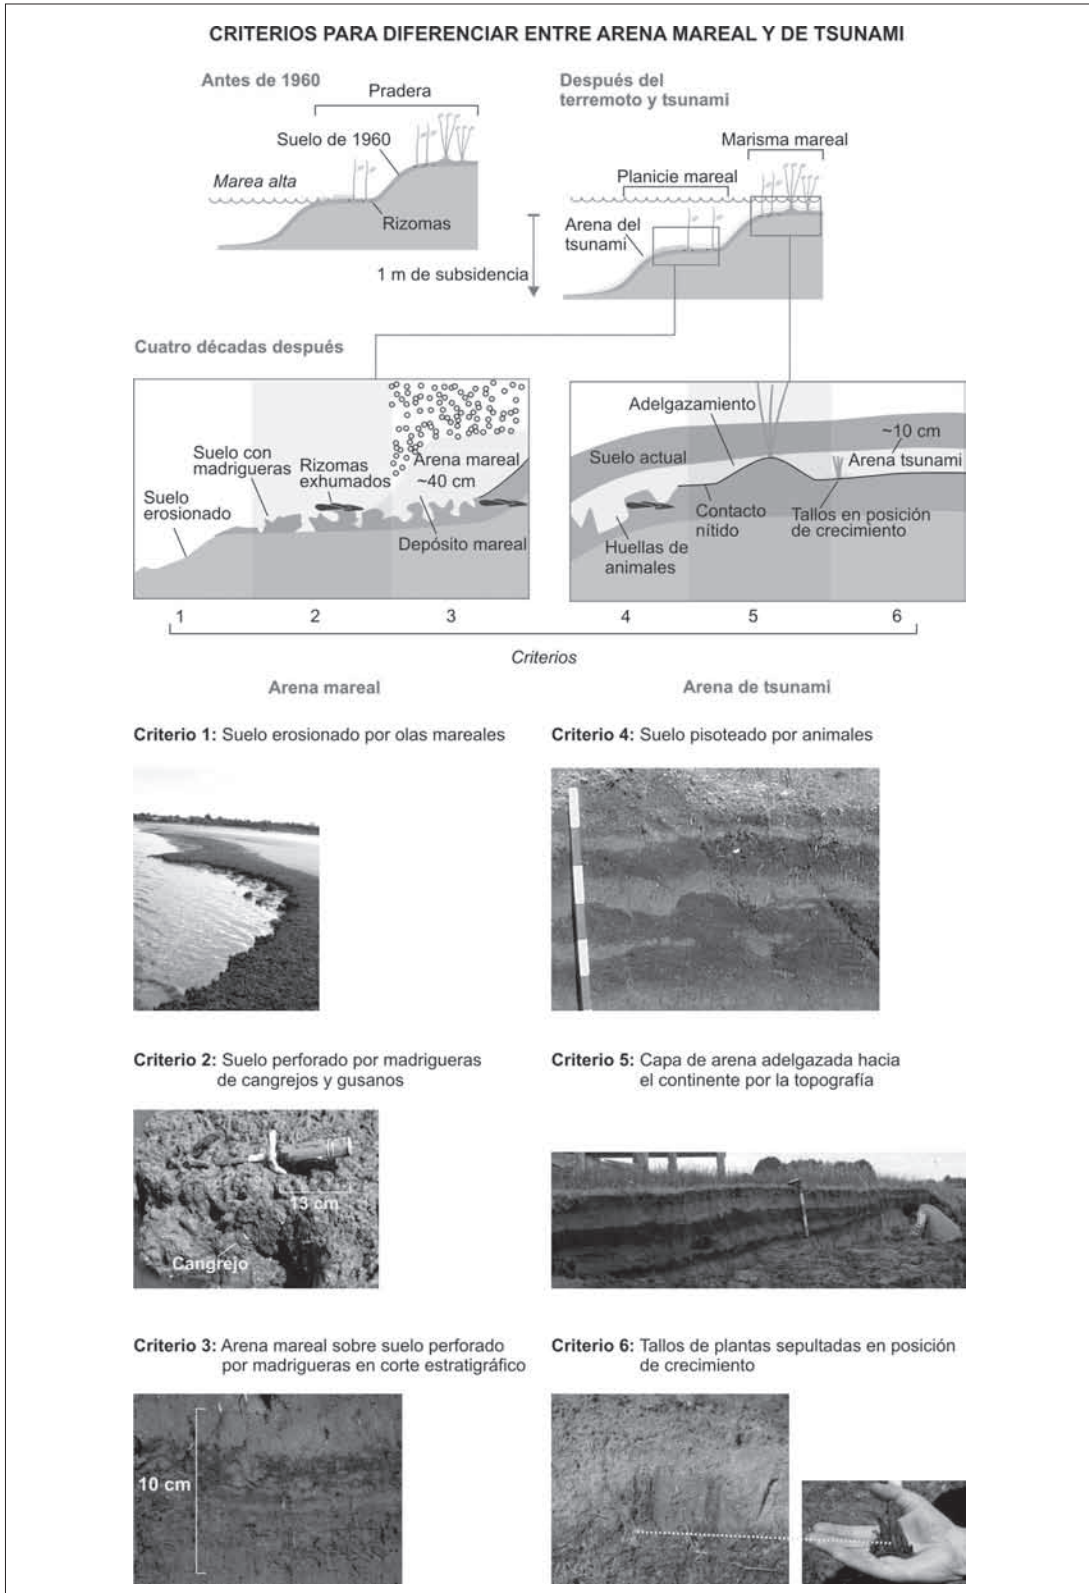 CRITERIOS PARA DIFERENCIAR ENTRE ARENA MAREAL Y DE TSUNAMI
Antes de 1960
Pradera
Suelo de 1960
Marea alta
Rizomas
Después del
terremoto y tsunami
Marisma mareal
Planicie mareal
Arena del
tsunami
1 m de subsidencia
Cuatro décadas después
Suelo con
madrigueras
Rizomas
exhumados
Arena mareal
~40 cm
Suelo
erosionado
Depósito mareal
Adelgazamiento
~10 cm
Suelo actual
Arena tsunami
Contacto
nítido
Tallos en posición
de crecimiento
Huellas de
animales
1 2 3 4 5 6
Criterios
Arena mareal
Arena de tsunami
Criterio 1: Suelo erosionado por olas mareales
Criterio 4: Suelo pisoteado por animales
Criterio 2: Suelo perforado por madrigueras
de cangrejos y gusanos
13 cm
Cangrejo
Criterio 5: Capa de arena adelgazada hacia
el continente por la topografía
Criterio 3: Arena mareal sobre suelo perforado
por madrigueras en corte estratigráfico
10 cm
Criterio 6: Tallos de plantas sepultadas en posición
de crecimiento